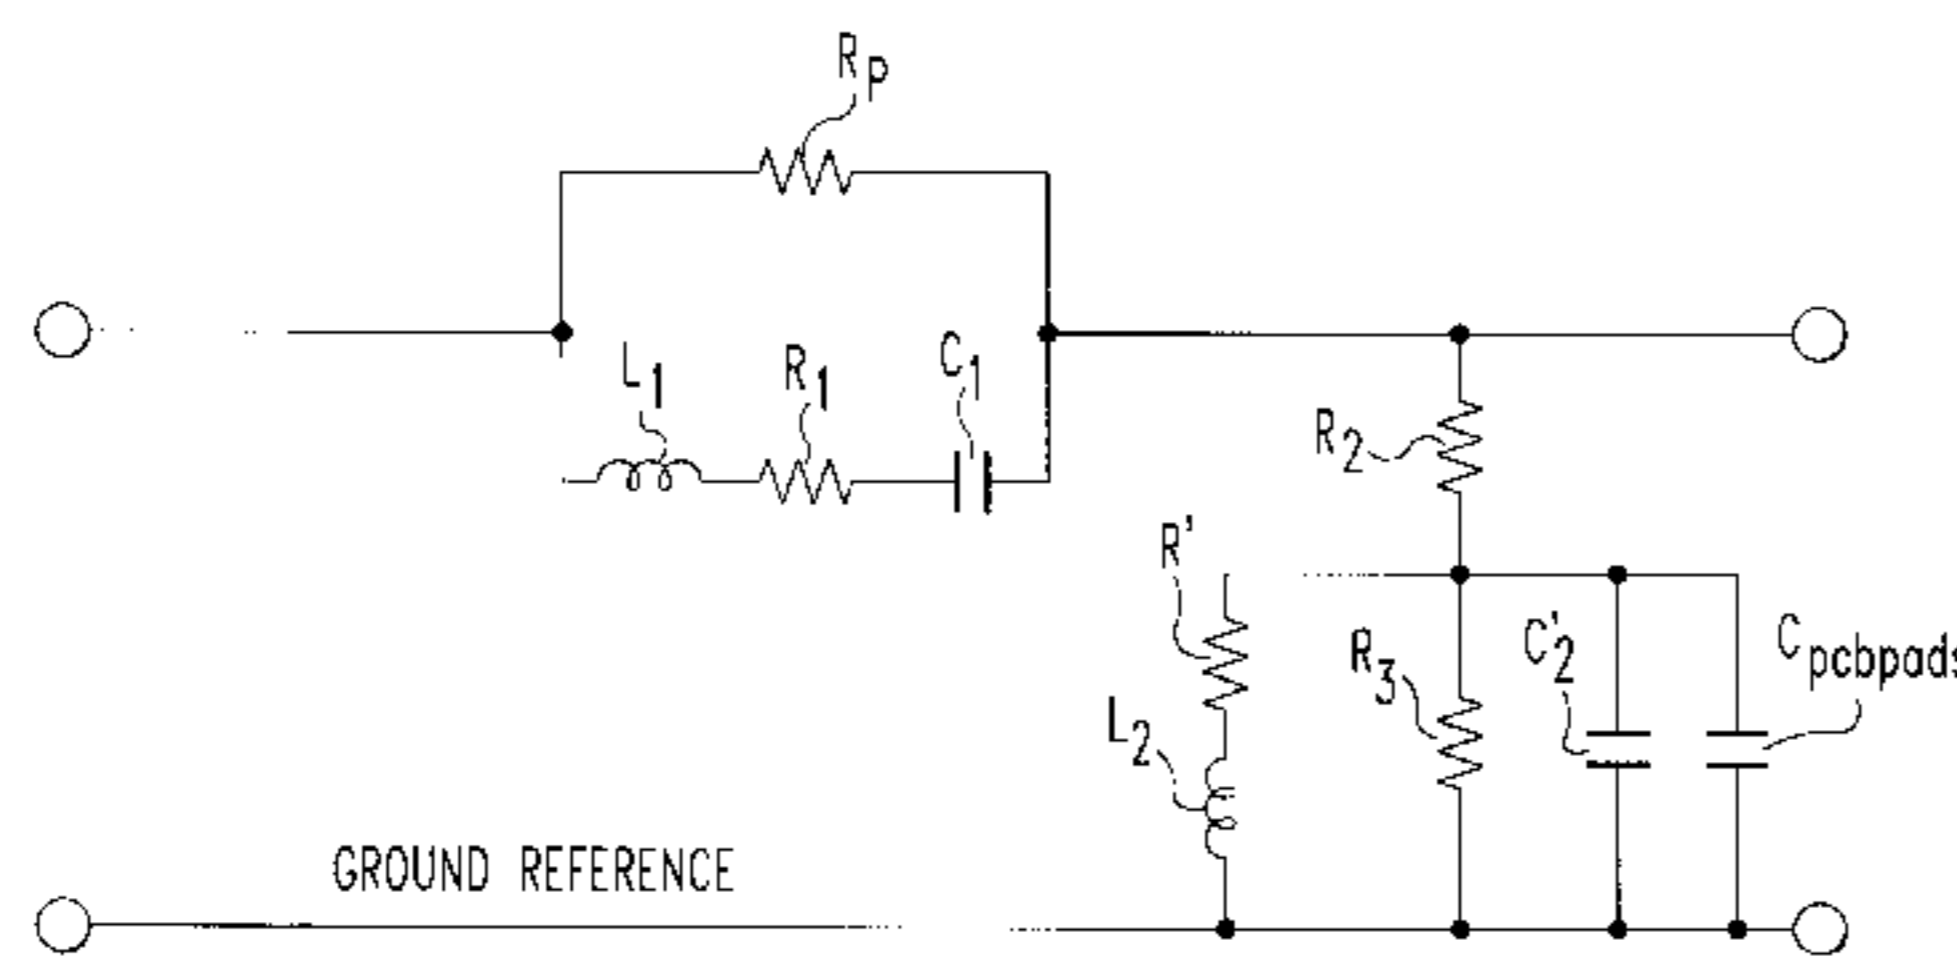 Rp
L1
R1
C1
R2
R'
L2
R3
C'2
Cpcbpads
GROUND REFERENCE